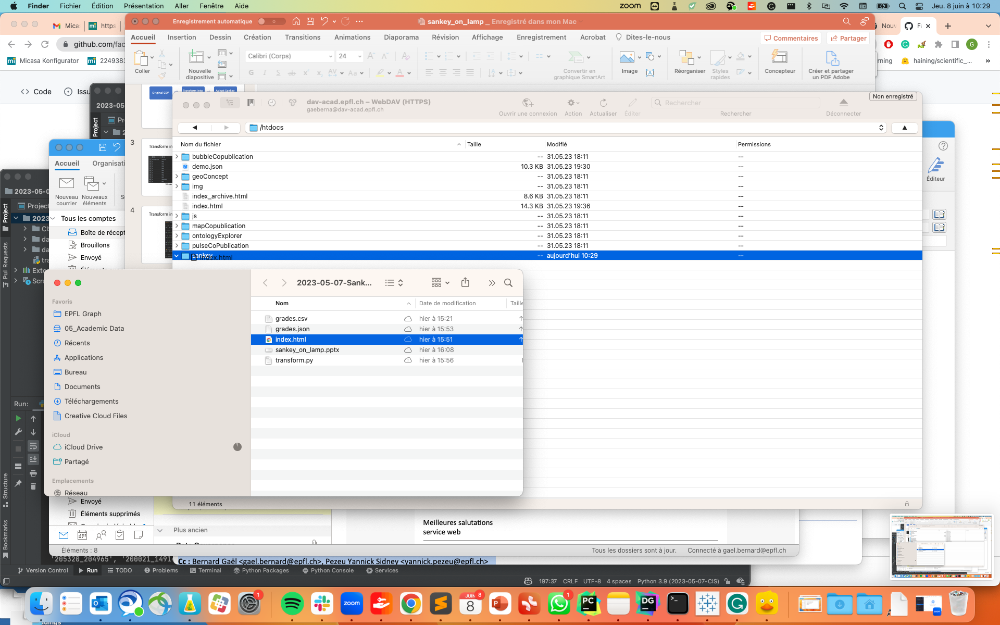 Finder Fichier Édition Présentation Aller Fenêtre Aide zoom Jeu. 8 juin à 10:29
Mica https
github.com/fac
Micasa Konfigurator 2249383
haining/scientific_... »
Code Issu
Enregistrement automatique sankey_on_lamp _ Enregistré dans mon Mac
Accueil Insertion Dessin Création Transitions Animations Diaporama Révision Affichage Enregistrement Acrobat Dites-le-nous Commentaires Partager
Calibri (Corps) 24
Coller
Nouvelle
diapositive
Convertir en
graphique SmartArt
Image
Réorganiser
Styles
rapides
Concepteur
Créer et partager
un PDF Adobe
Original CSV Transform into Adjust Sankey
3
Transform in
4
Transform in
dav-acad.epfl.ch – WebDAV (HTTPS)
gaeberna@dav-acad.epfl.ch
Ouvrir une connexion Action Actualiser Éditer Rechercher Déconnecter
Rechercher
Non enregistré
/htdocs
Nom du fichier Taille Modifié Permissions
bubbleCopublication -- 31.05.23 18:11 --
demo.json 10.3 KB 31.05.23 19:30 --
geoConcept -- 31.05.23 18:11 --
img -- 31.05.23 18:11 --
index_archive.html 8.6 KB 31.05.23 18:11 --
index.html 14.3 KB 31.05.23 19:36 --
js -- 31.05.23 18:11 --
mapCopublication -- 31.05.23 18:11 --
ontologyExplorer -- 31.05.23 18:11 --
pulseCoPublication -- 31.05.23 18:11 --
sankey -- aujourd'hui 10:29 --
index.html
11 éléments
Éditeur
2023-05-07-Sank...
Nom Date de modification Taille
grades.csv hier à 15:21
grades.json hier à 15:53
index.html hier à 15:51
sankey_on_lamp.pptx hier à 16:08
transform.py hier à 15:56
Favoris
EPFL Graph
05_Academic Data
Récents
Applications
Bureau
Documents
Téléchargements
Creative Cloud Files
iCloud
iCloud Drive
Partagé
Emplacements
Réseau
Accueil Organisati
Nouveau
courrier
Nouveaux
éléments
Tous les comptes
Boîte de récept
Brouillons
Envoyé
Envoyé
Éléments supprimés
Éléments : 8
Plus ancien
Meilleures salutations
service web
Tous les dossiers sont à jour. Connecté à gael.bernard@epfl.ch
Cc : Bernard Gaël <gael.bernard@epfl.ch>, Pezeu Yannick Sidney <yannick.pezeu@epfl.ch>
2023-05
2023-05-0
Project
Project
Project
2023
Pull Requests
Run:
Structure
Bookmarks
Version Control Run TODO Problems Terminal Python Packages Python Console Services
197:37 CRLF UTF-8 4 spaces Python 3.9 (2023-05-07-CIS)
1 zoom JUIN 8 8 1 PC DG